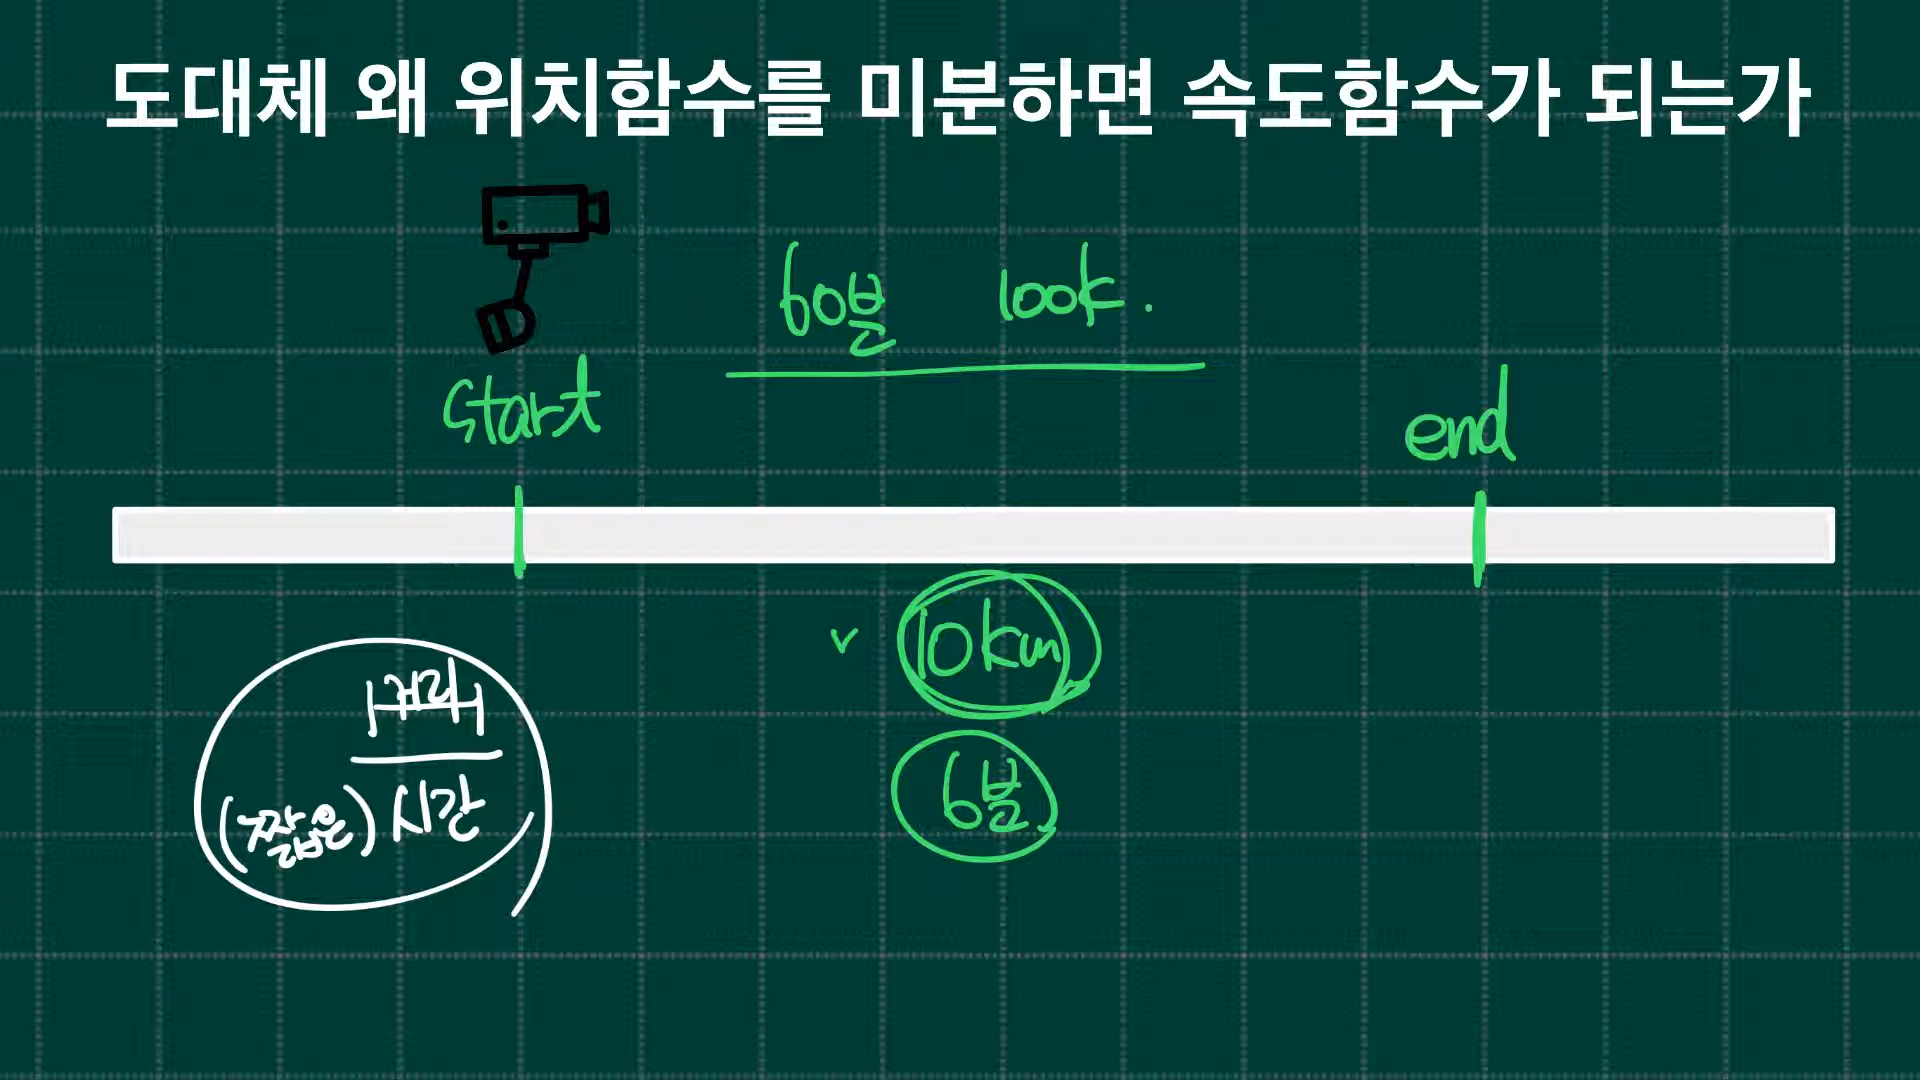 도대체 왜 위치함수를 미분하면 속도함수가 되는가
60분 100k.
start
end
v 10km
6분
거리
(짧은) 시간